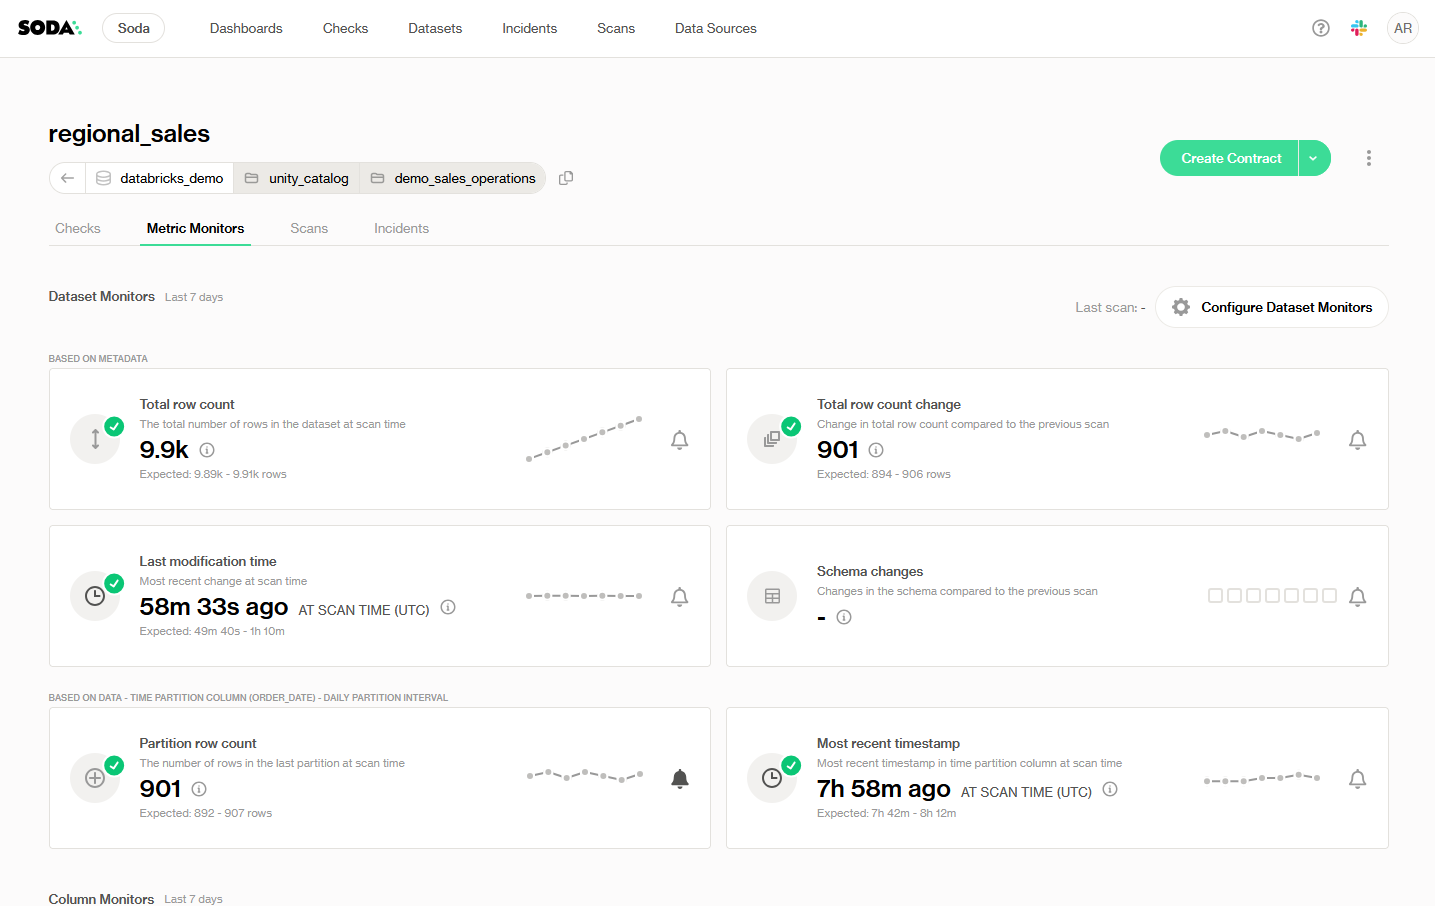 SODA
Soda
Dashboards
Checks
Datasets
Incidents
Scans
Data Sources
AR
regional_sales
databricks_demo
unity_catalog
demo_sales_operations
Create Contract
Checks
Metric Monitors
Scans
Incidents
Dataset Monitors Last 7 days
Last scan: -
Configure Dataset Monitors
BASED ON METADATA
Total row count
The total number of rows in the dataset at scan time
9.9k
Expected: 9.89k - 9.91k rows
Total row count change
Change in total row count compared to the previous scan
901
Expected: 894 - 906 rows
Last modification time
Most recent change at scan time
58m 33s ago AT SCAN TIME (UTC)
Expected: 49m 40s - 1h 10m
Schema changes
Changes in the schema compared to the previous scan
-
BASED ON DATA - TIME PARTITION COLUMN (ORDER_DATE) - DAILY PARTITION INTERVAL
Partition row count
The number of rows in the last partition at scan time
901
Expected: 892 - 907 rows
Most recent timestamp
Most recent timestamp in time partition column at scan time
7h 58m ago AT SCAN TIME (UTC)
Expected: 7h 42m - 8h 12m
Column Monitors Last 7 days